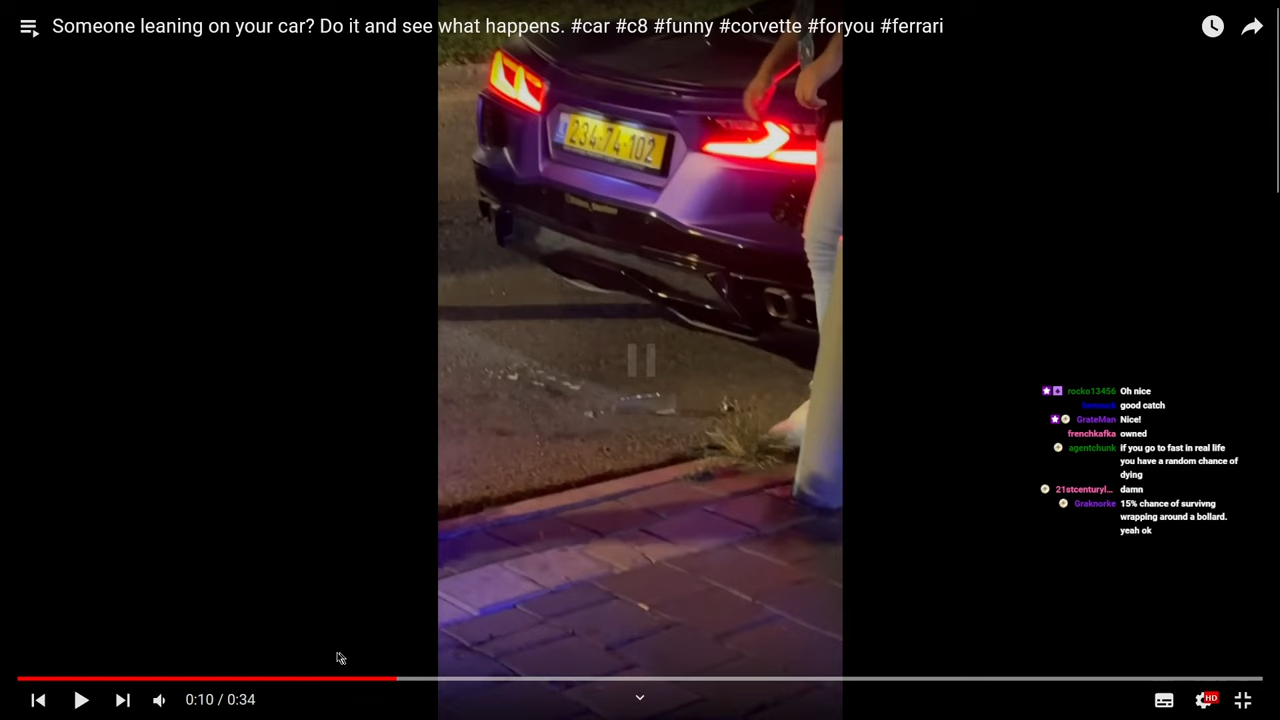 Someone leaning on your car? Do it and see what happens. #car #c8 #funny #corvette #foryou #ferrari
234-74-102
rocko13456 Oh nice
good catch
GrateMan Nice!
frenchkafka owned
agentchunk if you go to fast in real life
you have a random chance of
dying
21stcenturyl... damn
Graknorke 15% chance of survivng
wrapping around a bollard.
yeah ok
0:10 / 0:34
HD